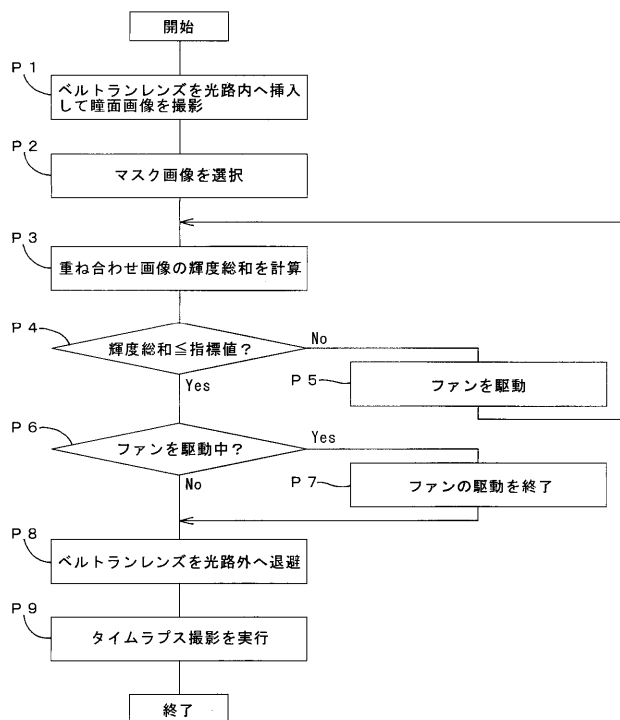 開始
P1
ベルトランレンズを光路内へ挿入
して瞳面画像を撮影
P2
マスク画像を選択
P3
重ね合わせ画像の輝度総和を計算
P4
輝度総和≦指標値?
No
Yes
P5
ファンを駆動
P6
ファンを駆動中?
Yes
No
P7
ファンの駆動を終了
P8
ベルトランレンズを光路外へ退避
P9
タイムラプス撮影を実行
終了